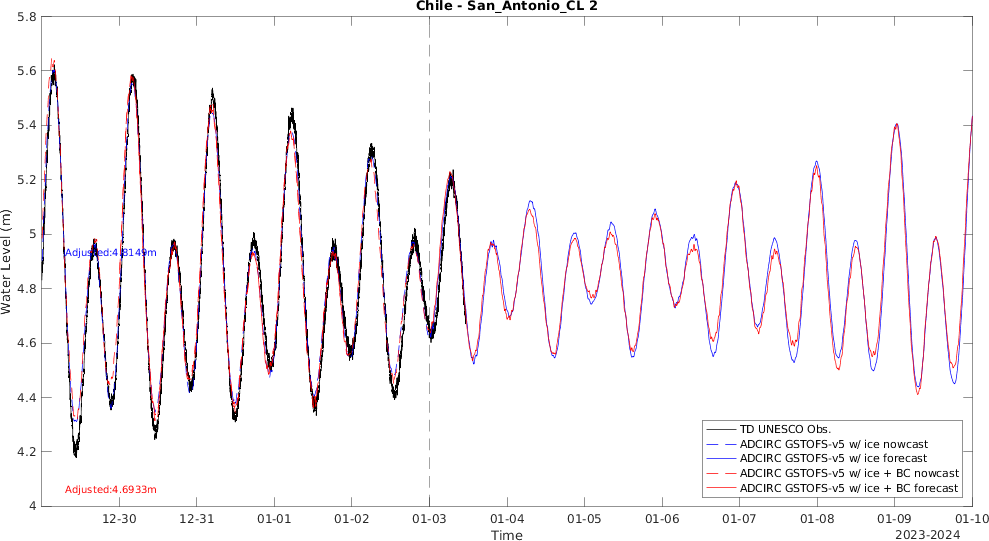 Chile - San_Antonio_CL 2
Water Level (m)
5.8
5.6
5.4
5.2
5
4.8
4.6
4.4
4.2
4
Adjusted:4.8149m
Adjusted:4.6933m
TD UNESCO Obs.
ADCIRC GSTOFS-v5 w/ ice nowcast
ADCIRC GSTOFS-v5 w/ ice forecast
ADCIRC GSTOFS-v5 w/ ice + BC nowcast
ADCIRC GSTOFS-v5 w/ ice + BC forecast
12-30 12-31 01-01 01-02 01-03 01-04 01-05 01-06 01-07 01-08 01-09 01-10
Time
2023-2024